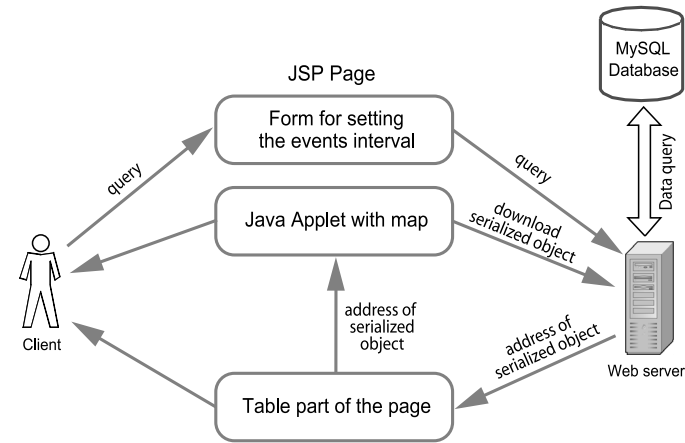 MySQL
Database
JSP Page
Form for setting
the events interval
query
query
Data query
Java Applet with map
download
serialized object
address of
serialized
object
address of
serialized object
Client
Web server
Table part of the page